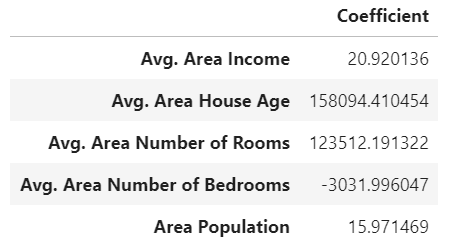 Coefficient
Avg. Area Income 20.920136
Avg. Area House Age 158094.410454
Avg. Area Number of Rooms 123512.191322
Avg. Area Number of Bedrooms -3031.996047
Area Population 15.971469